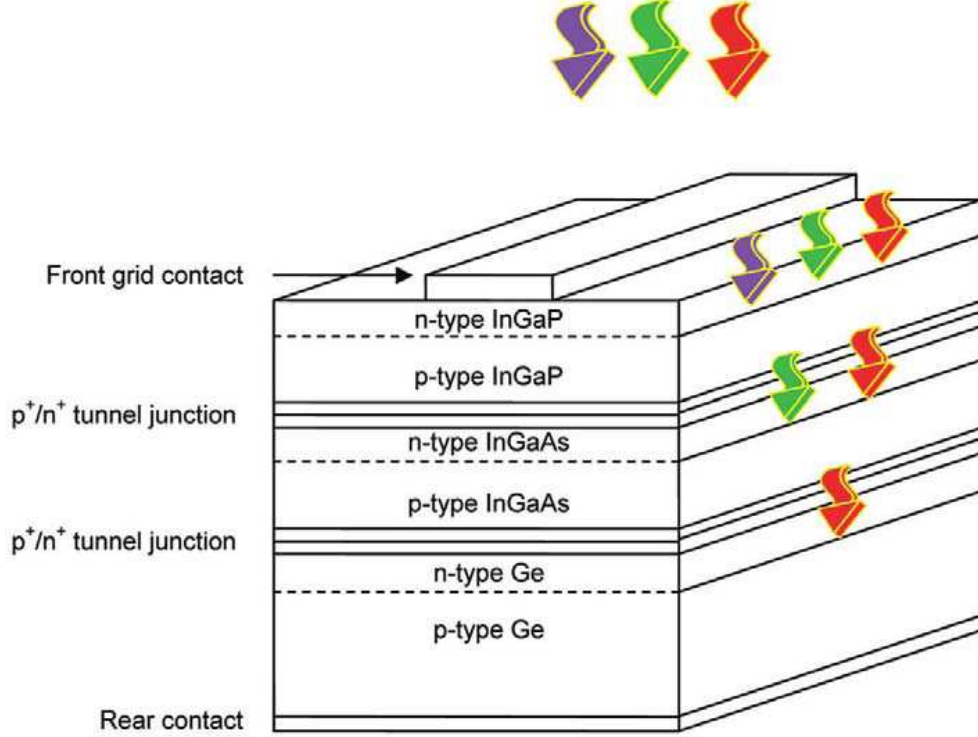 Front grid contact
n-type InGaP
p-type InGaP
p⁺/n⁺ tunnel junction
n-type InGaAs
p-type InGaAs
p⁺/n⁺ tunnel junction
n-type Ge
p-type Ge
Rear contact